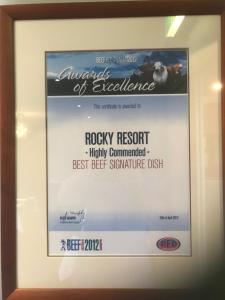 Awards
of Excellence
This certificate is awarded to
ROCKY RESORT
- Highly Commended -
BEST BEEF SIGNATURE DISH
BEEF 2012